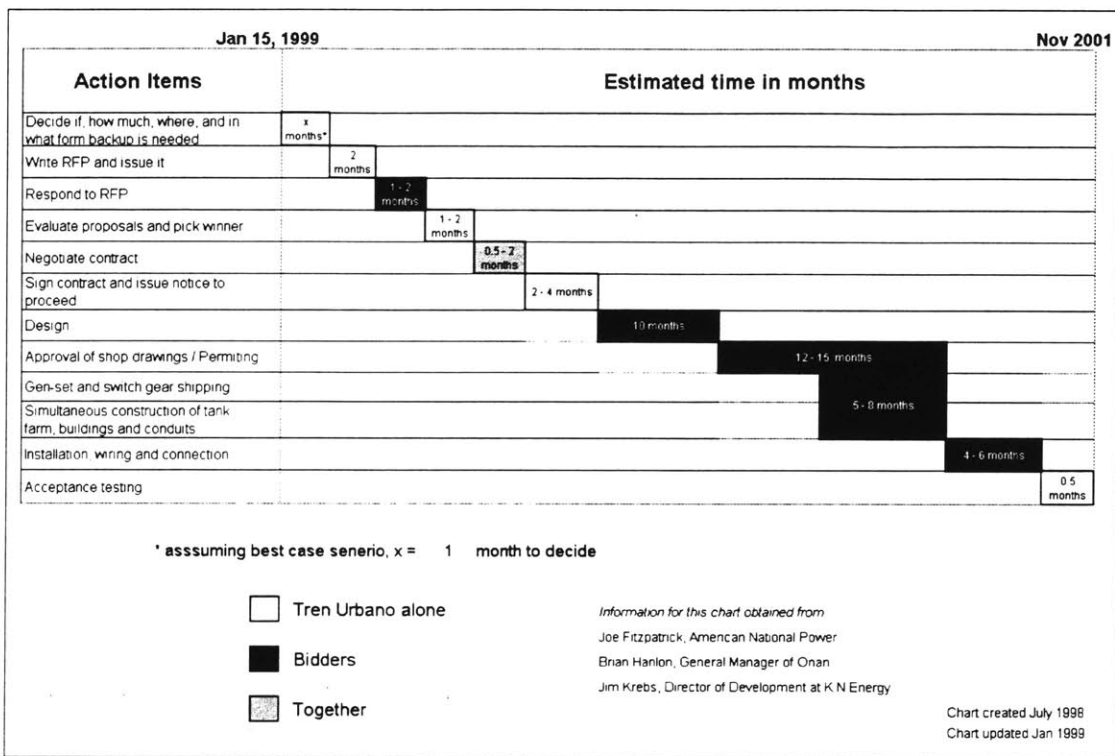 Jan 15, 1999 Nov 2001
Action Items Estimated time in months
Decide if, how much, where, and in
what form backup is needed
x
months*
Write RFP and issue it
2
months
Respond to RFP
1 - 2
months
Evaluate proposals and pick winner
1 - 2
months
Negotiate contract
0.5 - 2
months
Sign contract and issue notice to
proceed
2 - 4 months
Design
10 months
Approval of shop drawings / Permiting
12 - 15 months
Gen-set and switch gear shipping
Simultaneous construction of tank
farm, buildings and conduits
5 - 8 months
Installation, wiring and connection
4 - 6 months
Acceptance testing
0.5
months
* asssuming best case senerio, x = 1 month to decide
Tren Urbano alone
Bidders
Together
Information for this chart obtained from
Joe Fitzpatrick, American National Power
Brian Hanlon, General Manager of Onan
Jim Krebs, Director of Development at K N Energy
Chart created July 1998
Chart updated Jan 1999